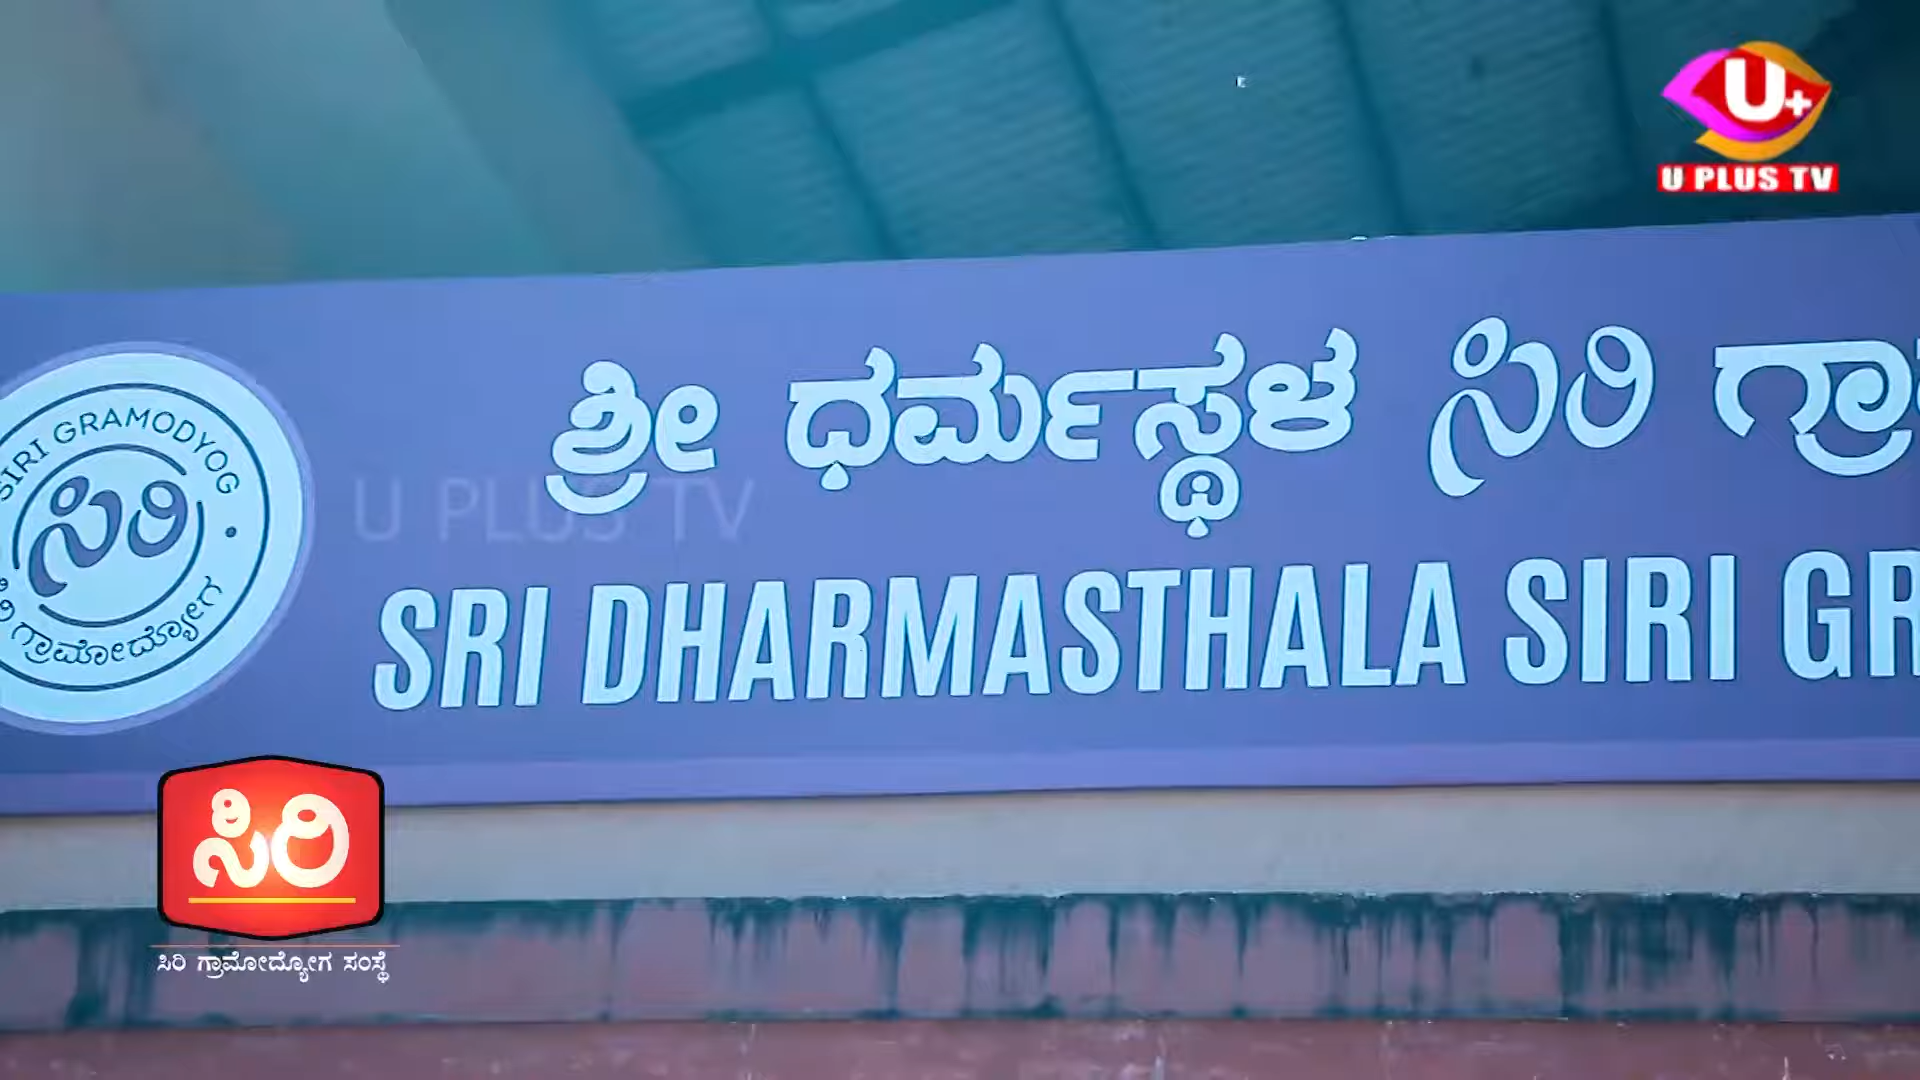 U+
U PLUS TV
ಶ್ರೀ ಧರ್ಮಸ್ಥಳ ಸಿರಿ ಗ್ರಾ
SIRI GRAMODYOG
ಸಿರಿ
ಸಿರಿ ಗ್ರಾಮೋದ್ಯೋಗ
U PLUS TV
SRI DHARMASTHALA SIRI GR
ಸಿರಿ
ಸಿರಿ ಗ್ರಾಮೋದ್ಯೋಗ ಸಂಸ್ಥೆ